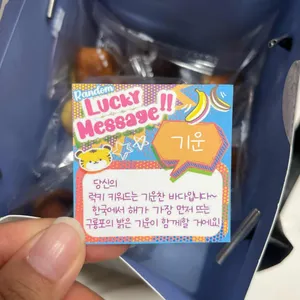 Random
Lucky
Message!!
기운
당신의
럭키 키워드는 기운찬 바다입니다~
한국에서 해가 가장 먼저 뜨는
구룡포의 밝은 기운이 함께할 거에요!